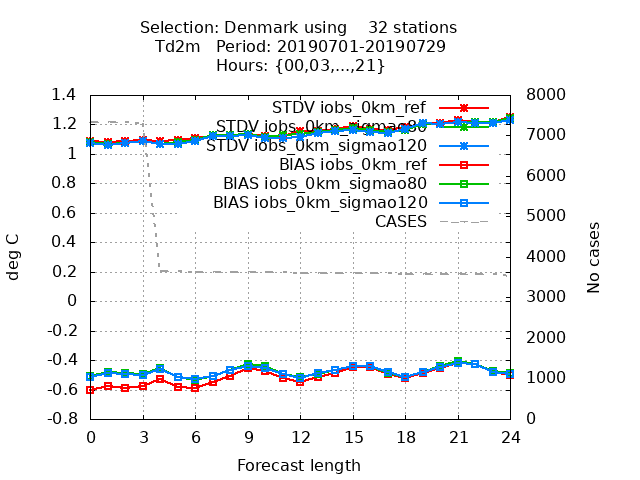 Selection: Denmark using 32 stations
Td2m Period: 20190701-20190729
Hours: {00,03,...,21}
1.4
1.2
1
0.8
0.6
0.4
0.2
0
-0.2
-0.4
-0.6
-0.8
deg C
STDV iobs_0km_ref
STDV iobs_0km_sigmao80
STDV iobs_0km_sigmao120
BIAS iobs_0km_ref
BIAS iobs_0km_sigmao80
BIAS iobs_0km_sigmao120
CASES
8000
7000
6000
5000
4000
3000
2000
1000
0
No cases
0 3 6 9 12 15 18 21 24
Forecast length